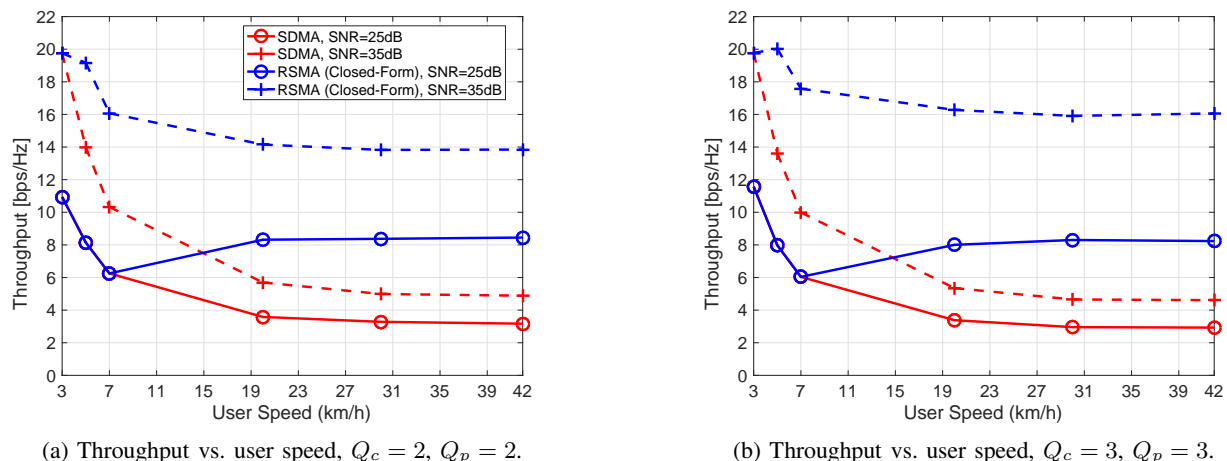 22
20
18
16
14
12
10
8
6
4
2
0
Throughput [bps/Hz]
SDMA, SNR=25dB
SDMA, SNR=35dB
RSMA (Closed-Form), SNR=25dB
RSMA (Closed-Form), SNR=35dB
3 7 11 15 19 23 27 31 35 39 42
User Speed (km/h)
(a) Throughput vs. user speed, Q_c = 2, Q_p = 2.
22
20
18
16
14
12
10
8
6
4
2
0
Throughput [bps/Hz]
3 7 11 15 19 23 27 31 35 39 42
User Speed (km/h)
(b) Throughput vs. user speed, Q_c = 3, Q_p = 3.